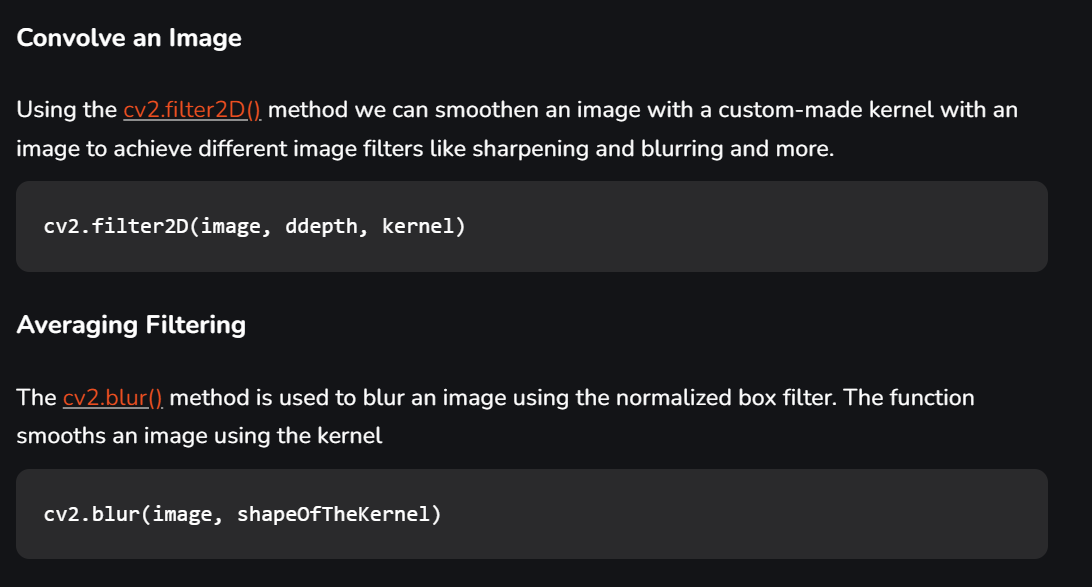 Convolve an Image
Using the cv2.filter2D() method we can smoothen an image with a custom-made kernel with an
image to achieve different image filters like sharpening and blurring and more.
cv2.filter2D(image, ddepth, kernel)
Averaging Filtering
The cv2.blur() method is used to blur an image using the normalized box filter. The function
smooths an image using the kernel
cv2.blur(image, shapeOfTheKernel)